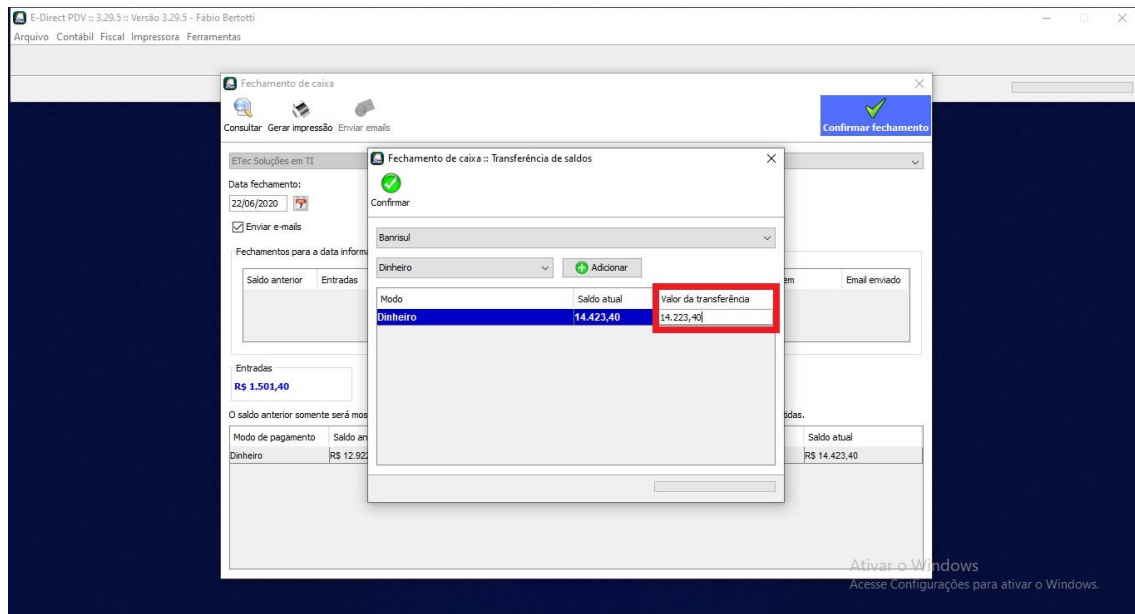 E-Direct PDV :: 3.29.5 :: Versão 3.29.5 - Fábio Bertotti
Arquivo Contábil Fiscal Impressora Ferramentas
Fechamento de caixa
Consultar Gerar impressão Enviar emails
Confirmar fechamento
ETec Soluções em TI
Data fechamento:
22/06/2020
Enviar e-mails
Fechamentos para a data
Saldo anterior Entradas
Email enviado
Entradas
R$ 1.501,40
O saldo anterior somente será
Modo de pagamento Saldo
Saldo atual
Dinheiro R$ 12.922
R$ 14.423,40
Fechamento de caixa :: Transferência de saldos
Confirmar
Banrisul
Dinheiro Adicionar
Modo Saldo atual Valor da transferência
Dinheiro 14.423,40 14.223,40
Ativar o Windows
Acesse Configurações para ativar o Windows.